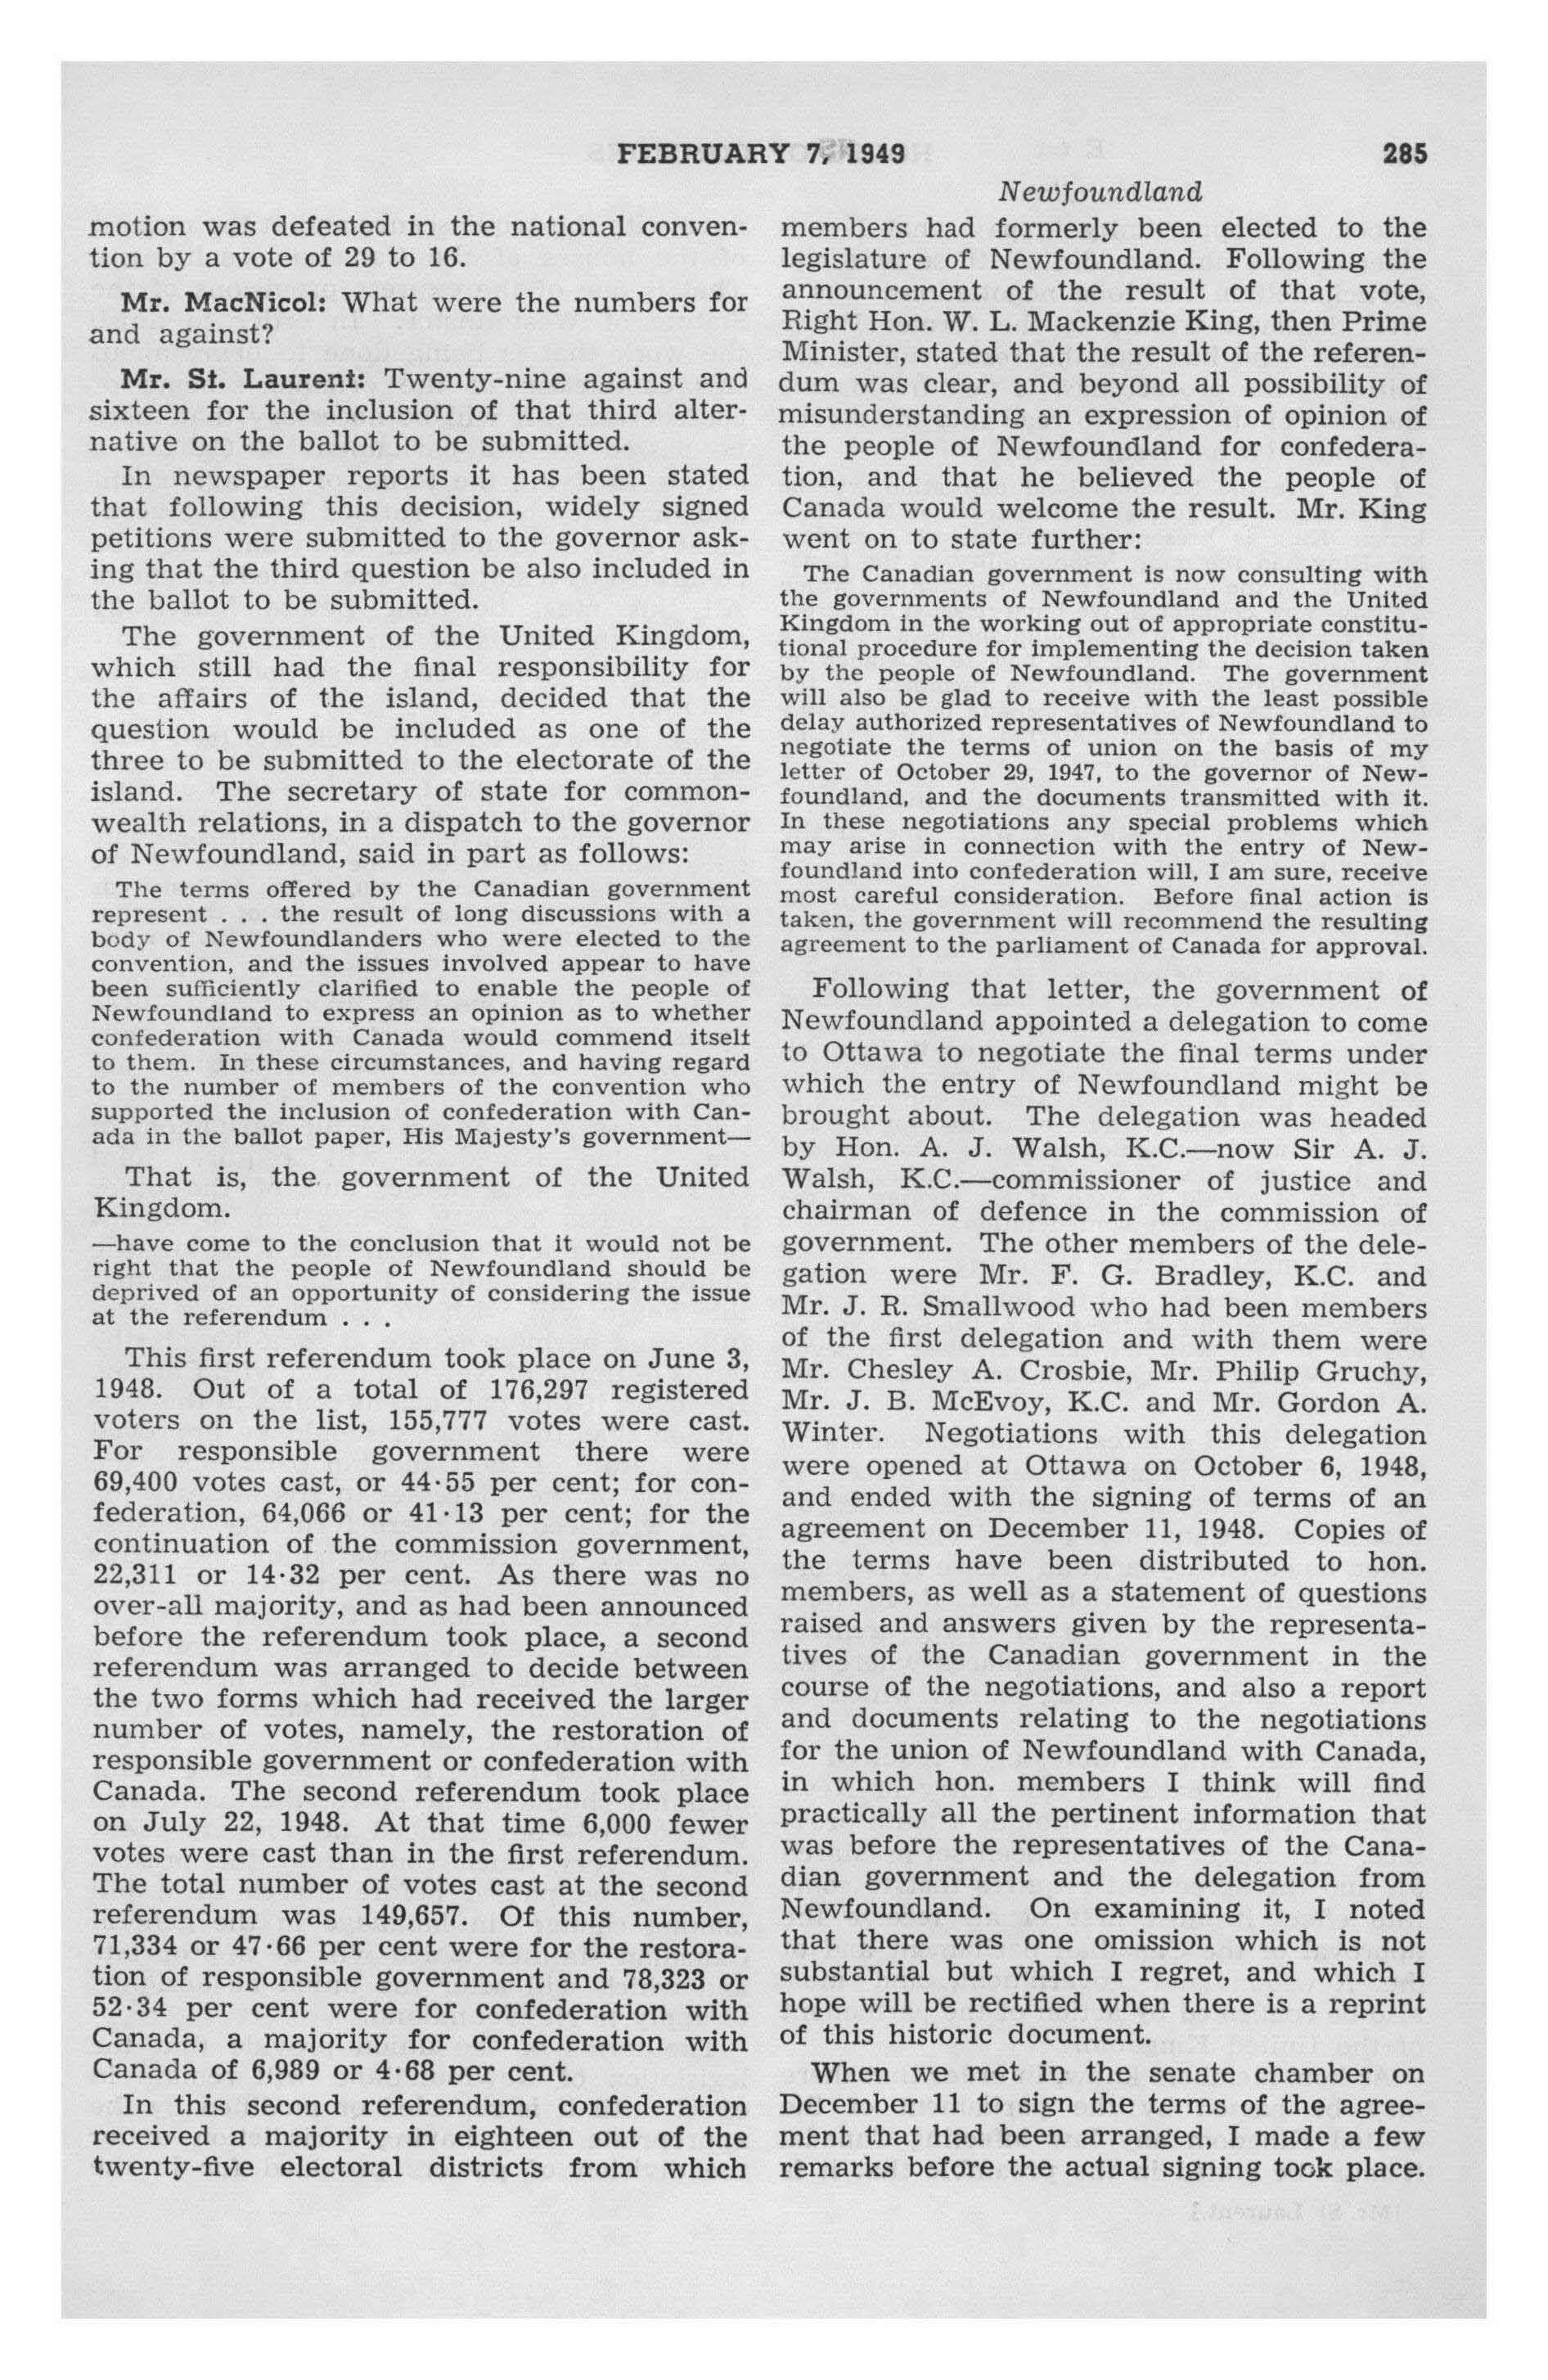 FEBRUARY 7, 1949
285
Newfoundland
motion was defeated in the national conven-
tion by a vote of 29 to 16.
Mr. MacNicol: What were the numbers for
and against?
Mr. St. Laurent: Twenty-nine against and
sixteen for the inclusion of that third alter-
native on the ballot to be submitted.
In newspaper reports it has been stated
that following this decision, widely signed
petitions were submitted to the governor ask-
ing that the third question be also included in
the ballot to be submitted.
The government of the United Kingdom,
which still had the final responsibility for
the affairs of the island, decided that the
question would be included as one of the
three to be submitted to the electorate of the
island. The secretary of state for common-
wealth relations, in a dispatch to the governor
of Newfoundland, said in part as follows:
The terms offered by the Canadian government
represent . . . the result of long discussions with a
body of Newfoundlanders who were elected to the
convention, and the issues involved appear to have
been sufficiently clarified to enable the people of
Newfoundland to express an opinion as to whether
confederation with Canada would commend itself
to them. In these circumstances, and having regard
to the number of members of the convention who
supported the inclusion of confederation with Can-
ada in the ballot paper, His Majesty's government—
That is, the government of the United
Kingdom.
—have come to the conclusion that it would not be
right that the people of Newfoundland should be
deprived of an opportunity of considering the issue
at the referendum . . .
This first referendum took place on June 3,
1948. Out of a total of 176,297 registered
voters on the list, 155,777 votes were cast.
For responsible government there were
69,400 votes cast, or 44·55 per cent; for con-
federation, 64,066 or 41·13 per cent; for the
continuation of the commission government,
22,311 or 14·32 per cent. As there was no
over-all majority, and as had been announced
before the referendum took place, a second
referendum was arranged to decide between
the two forms which had received the larger
number of votes, namely, the restoration of
responsible government or confederation with
Canada. The second referendum took place
on July 22, 1948. At that time 6,000 fewer
votes were cast than in the first referendum.
The total number of votes cast at the second
referendum was 149,657. Of this number,
71,334 or 47·66 per cent were for the restora-
tion of responsible government and 78,323 or
52·34 per cent were for confederation with
Canada, a majority for confederation with
Canada of 6,989 or 4·68 per cent.
In this second referendum, confederation
received a majority in eighteen out of the
twenty-five electoral districts from which
members had formerly been elected to the
legislature of Newfoundland. Following the
announcement of the result of that vote,
Right Hon. W. L. Mackenzie King, then Prime
Minister, stated that the result of the referen-
dum was clear, and beyond all possibility of
misunderstanding an expression of opinion of
the people of Newfoundland for confedera-
tion, and that he believed the people of
Canada would welcome the result. Mr. King
went on to state further:
The Canadian government is now consulting with
the governments of Newfoundland and the United
Kingdom in the working out of appropriate constitu-
tional procedure for implementing the decision taken
by the people of Newfoundland. The government
will also be glad to receive with the least possible
delay authorized representatives of Newfoundland to
negotiate the terms of union on the basis of my
letter of October 29, 1947, to the governor of New-
foundland, and the documents transmitted with it.
In these negotiations any special problems which
may arise in connection with the entry of New-
foundland into confederation will, I am sure, receive
most careful consideration. Before final action is
taken, the government will recommend the resulting
agreement to the parliament of Canada for approval.
Following that letter, the government of
Newfoundland appointed a delegation to come
to Ottawa to negotiate the final terms under
which the entry of Newfoundland might be
brought about. The delegation was headed
by Hon. A. J. Walsh, K.C.—now Sir A. J.
Walsh, K.C.—commissioner of justice and
chairman of defence in the commission of
government. The other members of the dele-
gation were Mr. F. G. Bradley, K.C. and
Mr. J. R. Smallwood who had been members
of the first delegation and with them were
Mr. Chesley A. Crosbie, Mr. Philip Gruchy,
Mr. J. B. McEvoy, K.C. and Mr. Gordon A.
Winter. Negotiations with this delegation
were opened at Ottawa on October 6, 1948,
and ended with the signing of terms of an
agreement on December 11, 1948. Copies of
the terms have been distributed to hon.
members, as well as a statement of questions
raised and answers given by the representa-
tives of the Canadian government in the
course of the negotiations, and also a report
and documents relating to the negotiations
for the union of Newfoundland with Canada,
in which hon. members I think will find
practically all the pertinent information that
was before the representatives of the Cana-
dian government and the delegation from
Newfoundland. On examining it, I noted
that there was one omission which is not
substantial but which I regret, and which I
hope will be rectified when there is a reprint
of this historic document.
When we met in the senate chamber on
December 11 to sign the terms of the agree-
ment that had been arranged, I made a few
remarks before the actual signing took place.